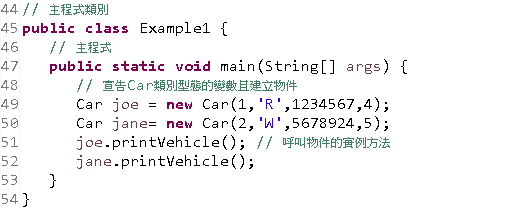 44 // 主程式類別
45 public class Example1 {
46 // 主程式
47 public static void main(String[] args) {
48 // 宣告Car類別型態的變數且建立物件
49 Car joe = new Car(1,'R',1234567,4);
50 Car jane= new Car(2,'W',5678924,5);
51 joe.printVehicle(); // 呼叫物件的實例方法
52 jane.printVehicle();
53 }
54 }